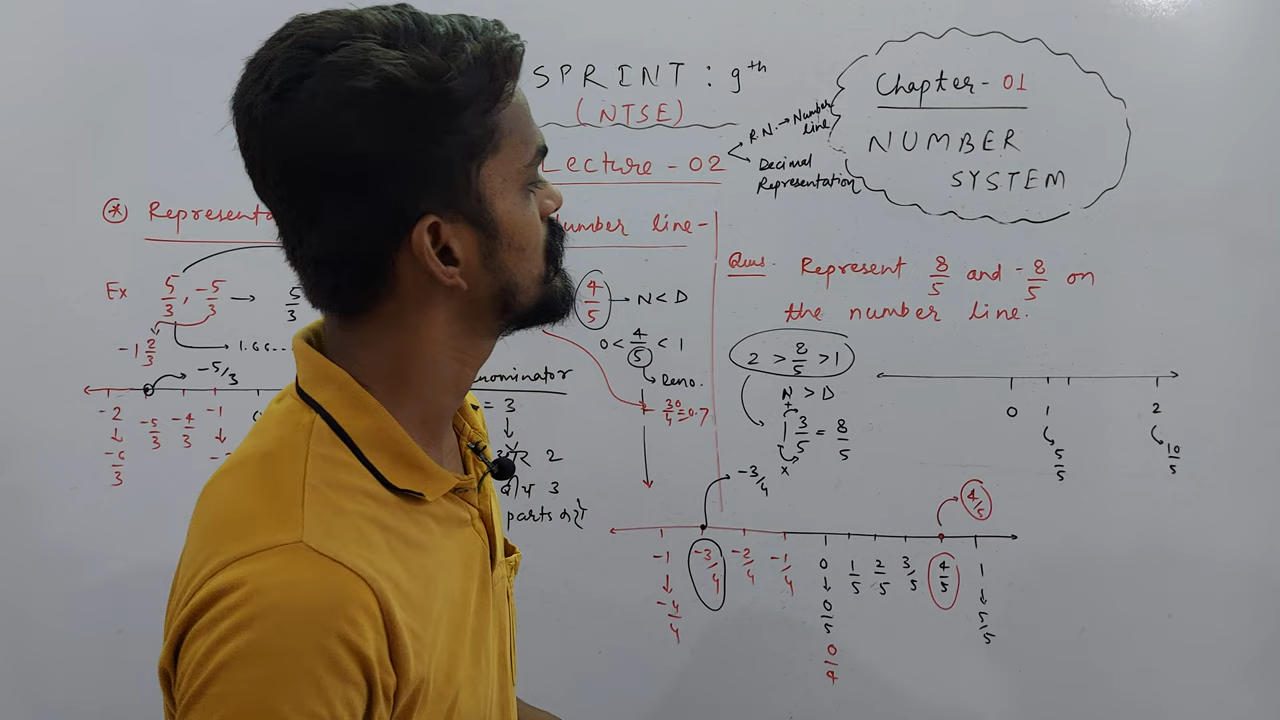 SPRINT : 9th
(NTSE)
Lecture - 02
R.N. → Number line
Decimal Representation
Chapter - 01
NUMBER
SYSTEM
umber line -
Ex 5/3, -5/3 → 5/3
-1 2/3
1.66...
-5/3
-2 -5/3 -4/3 -1
-6/3
nominator
= 3
2
3
parts
4/5 → N < D
0 < 4/5 < 1
Deno.
Ques. Represent 8/5 and -8/5 on
the number line.
2 > 8/5 > 1
N > D
1 3/5 = 8/5
+
x
0 1 2
5/5 10/5
-3/4
4/5
-1 -3/4 -2/4 -1/4 0 1/5 2/5 3/5 4/5 1
-4/4 0/5 5/5
0/4